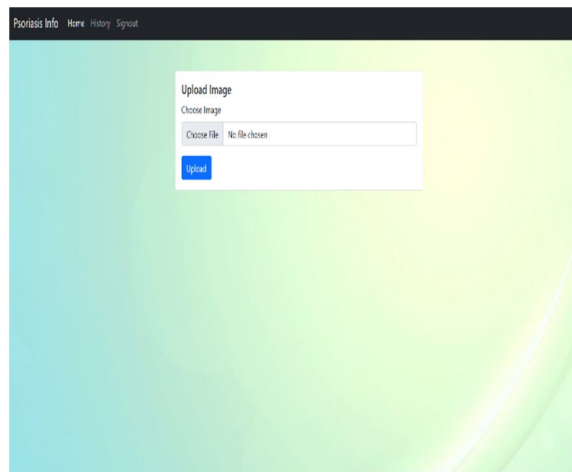 Psoriasis Info Home History Signout
Upload Image
Choose Image
Choose File No file chosen
Upload